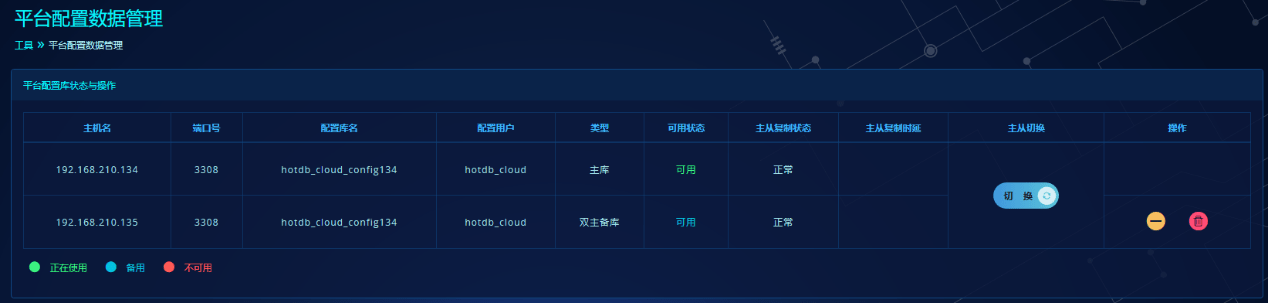 平台配置数据管理
工具 » 平台配置数据管理
平台配置库状态与操作
主机名 端口号 配置库名 配置用户 类型 可用状态 主从复制状态 主从复制时延 主从切换 操作
192.168.210.134 3308 hotdb_cloud_config134 hotdb_cloud 主库 可用 正常
切 换
192.168.210.135 3308 hotdb_cloud_config134 hotdb_cloud 双主备库 可用 正常
正在使用 备用 不可用